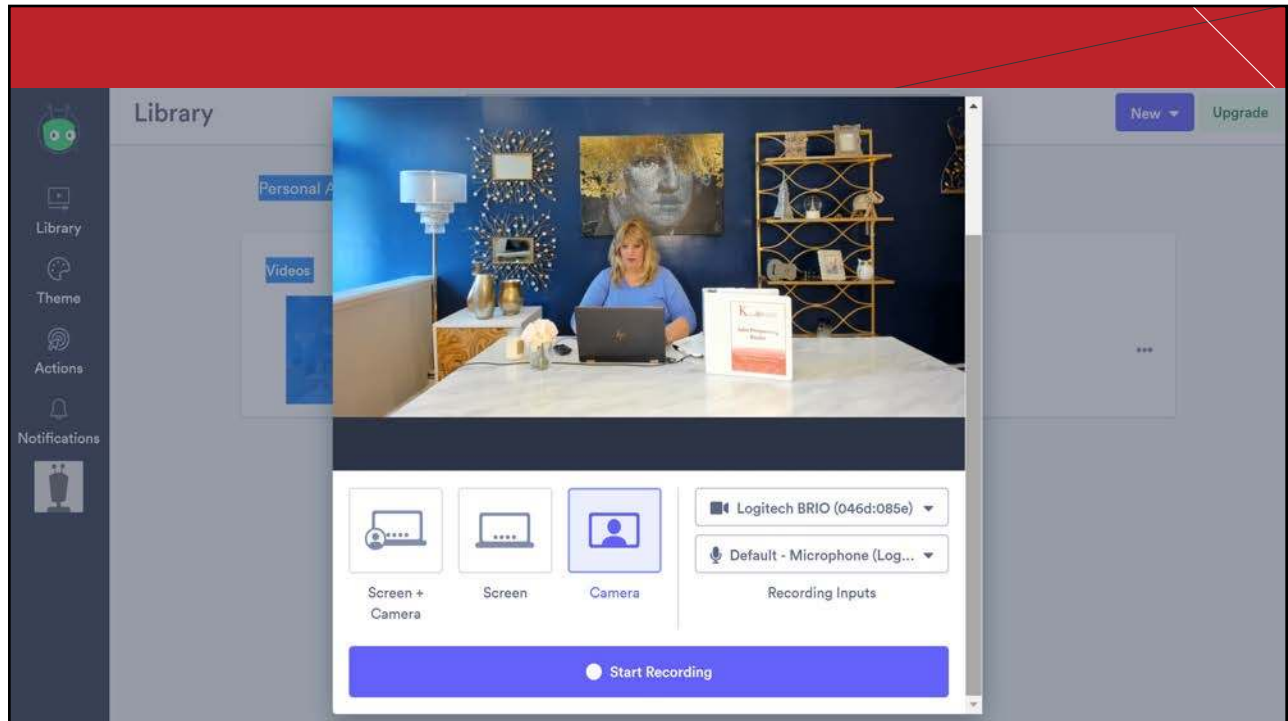 Library
New
Upgrade
Personal A
Library
Videos
Theme
Actions
Notifications
Logitech BRIO (046d:085e)
Default - Microphone (Log...
Screen +
Camera
Screen
Camera
Recording Inputs
Start Recording